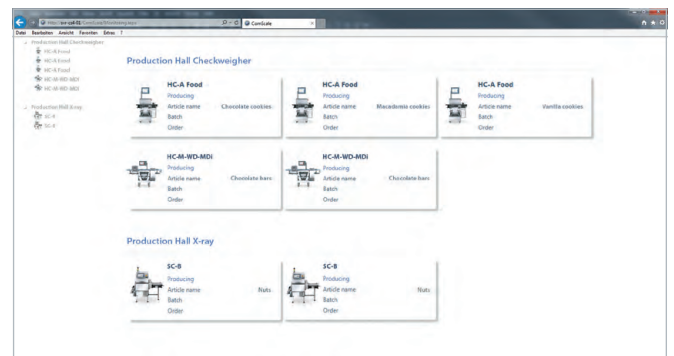 ComScale
Datei Bearbeiten Ansicht Favoriten Extras ?
Production Hall Checkweigher
HC-A Food
HC-A Food
HC-A Food
HC-M-WD-MDi
HC-M-WD-MDi
Production Hall X-ray
SC-B
SC-B
Production Hall Checkweigher
HC-A Food
Producing
Article name Chocolate cookies
Batch
Order
HC-A Food
Producing
Article name Macadamia cookies
Batch
Order
HC-A Food
Producing
Article name Vanilla cookies
Batch
Order
HC-M-WD-MDi
Producing
Article name Chocolate bars
Batch
Order
HC-M-WD-MDi
Producing
Article name Chocolate bars
Batch
Order
Production Hall X-ray
SC-B
Producing
Article name Nuts
Batch
Order
SC-B
Producing
Article name Nuts
Batch
Order